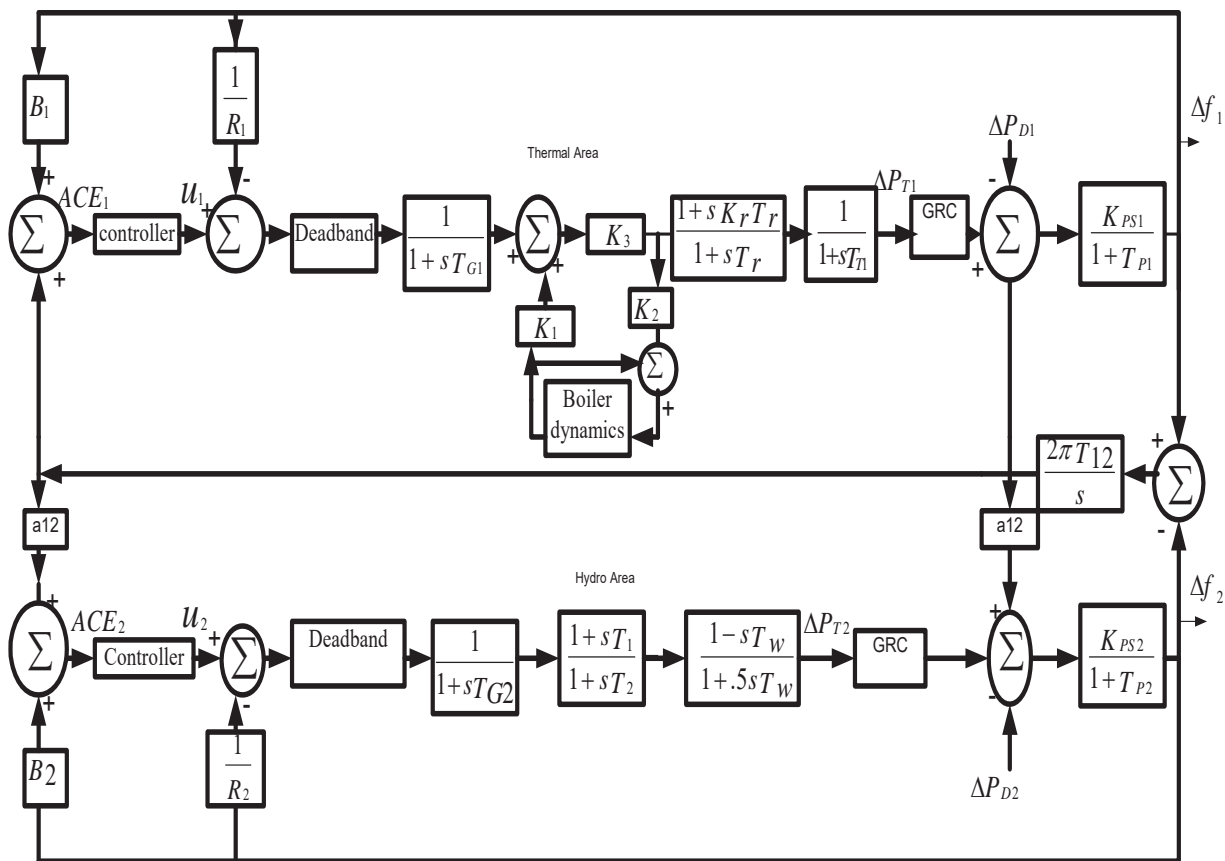 B1
1
R1
Δf1
ΔPD1
Thermal Area
+
-
+
ACE1
u1
+
-
ΔPT1
Σ
controller
Σ
Deadband
1
1+sTG1
Σ
K3
1+sKrTr
1+sTr
1
1+sTT1
GRC
Σ
KPS1
1+TP1
+
+
+
+
K1
K2
Σ
+
Boiler
dynamics
2πT12
s
+
Σ
-
a12
a12
Hydro Area
+
ACE2
u2
+
ΔPT2
+
Δf2
Σ
Controller
Σ
Deadband
1
1+sTG2
1+sT1
1+sT2
1-sTw
1+.5sTw
GRC
Σ
KPS2
1+TP2
+
-
-
B2
1
R2
ΔPD2